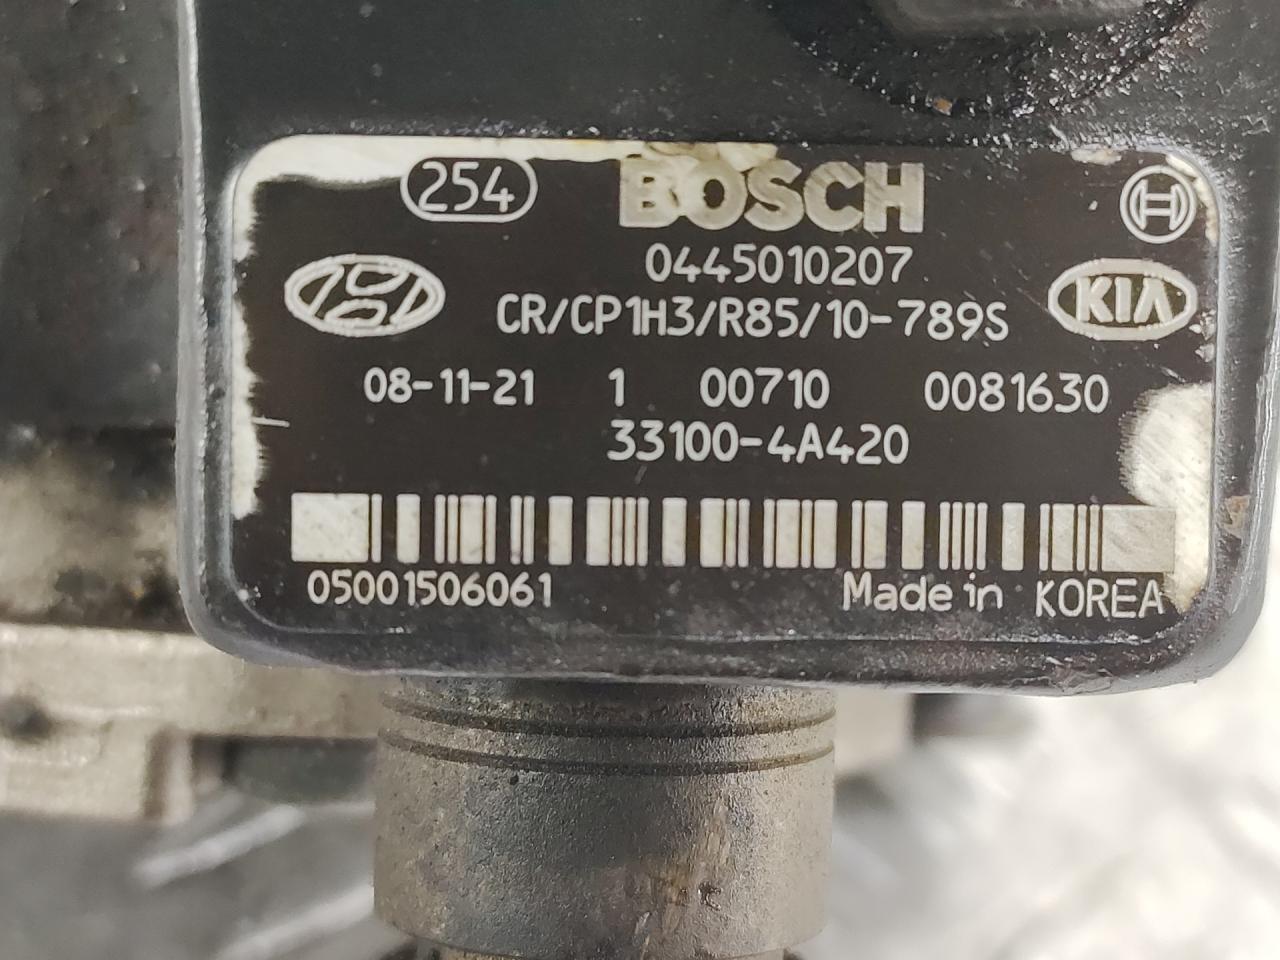 254 BOSCH
0445010207
CR/CP1H3/R85/10-789S
KIA
08-11-21 1 00710 0081630
33100-4A420
05001506061 Made in KOREA